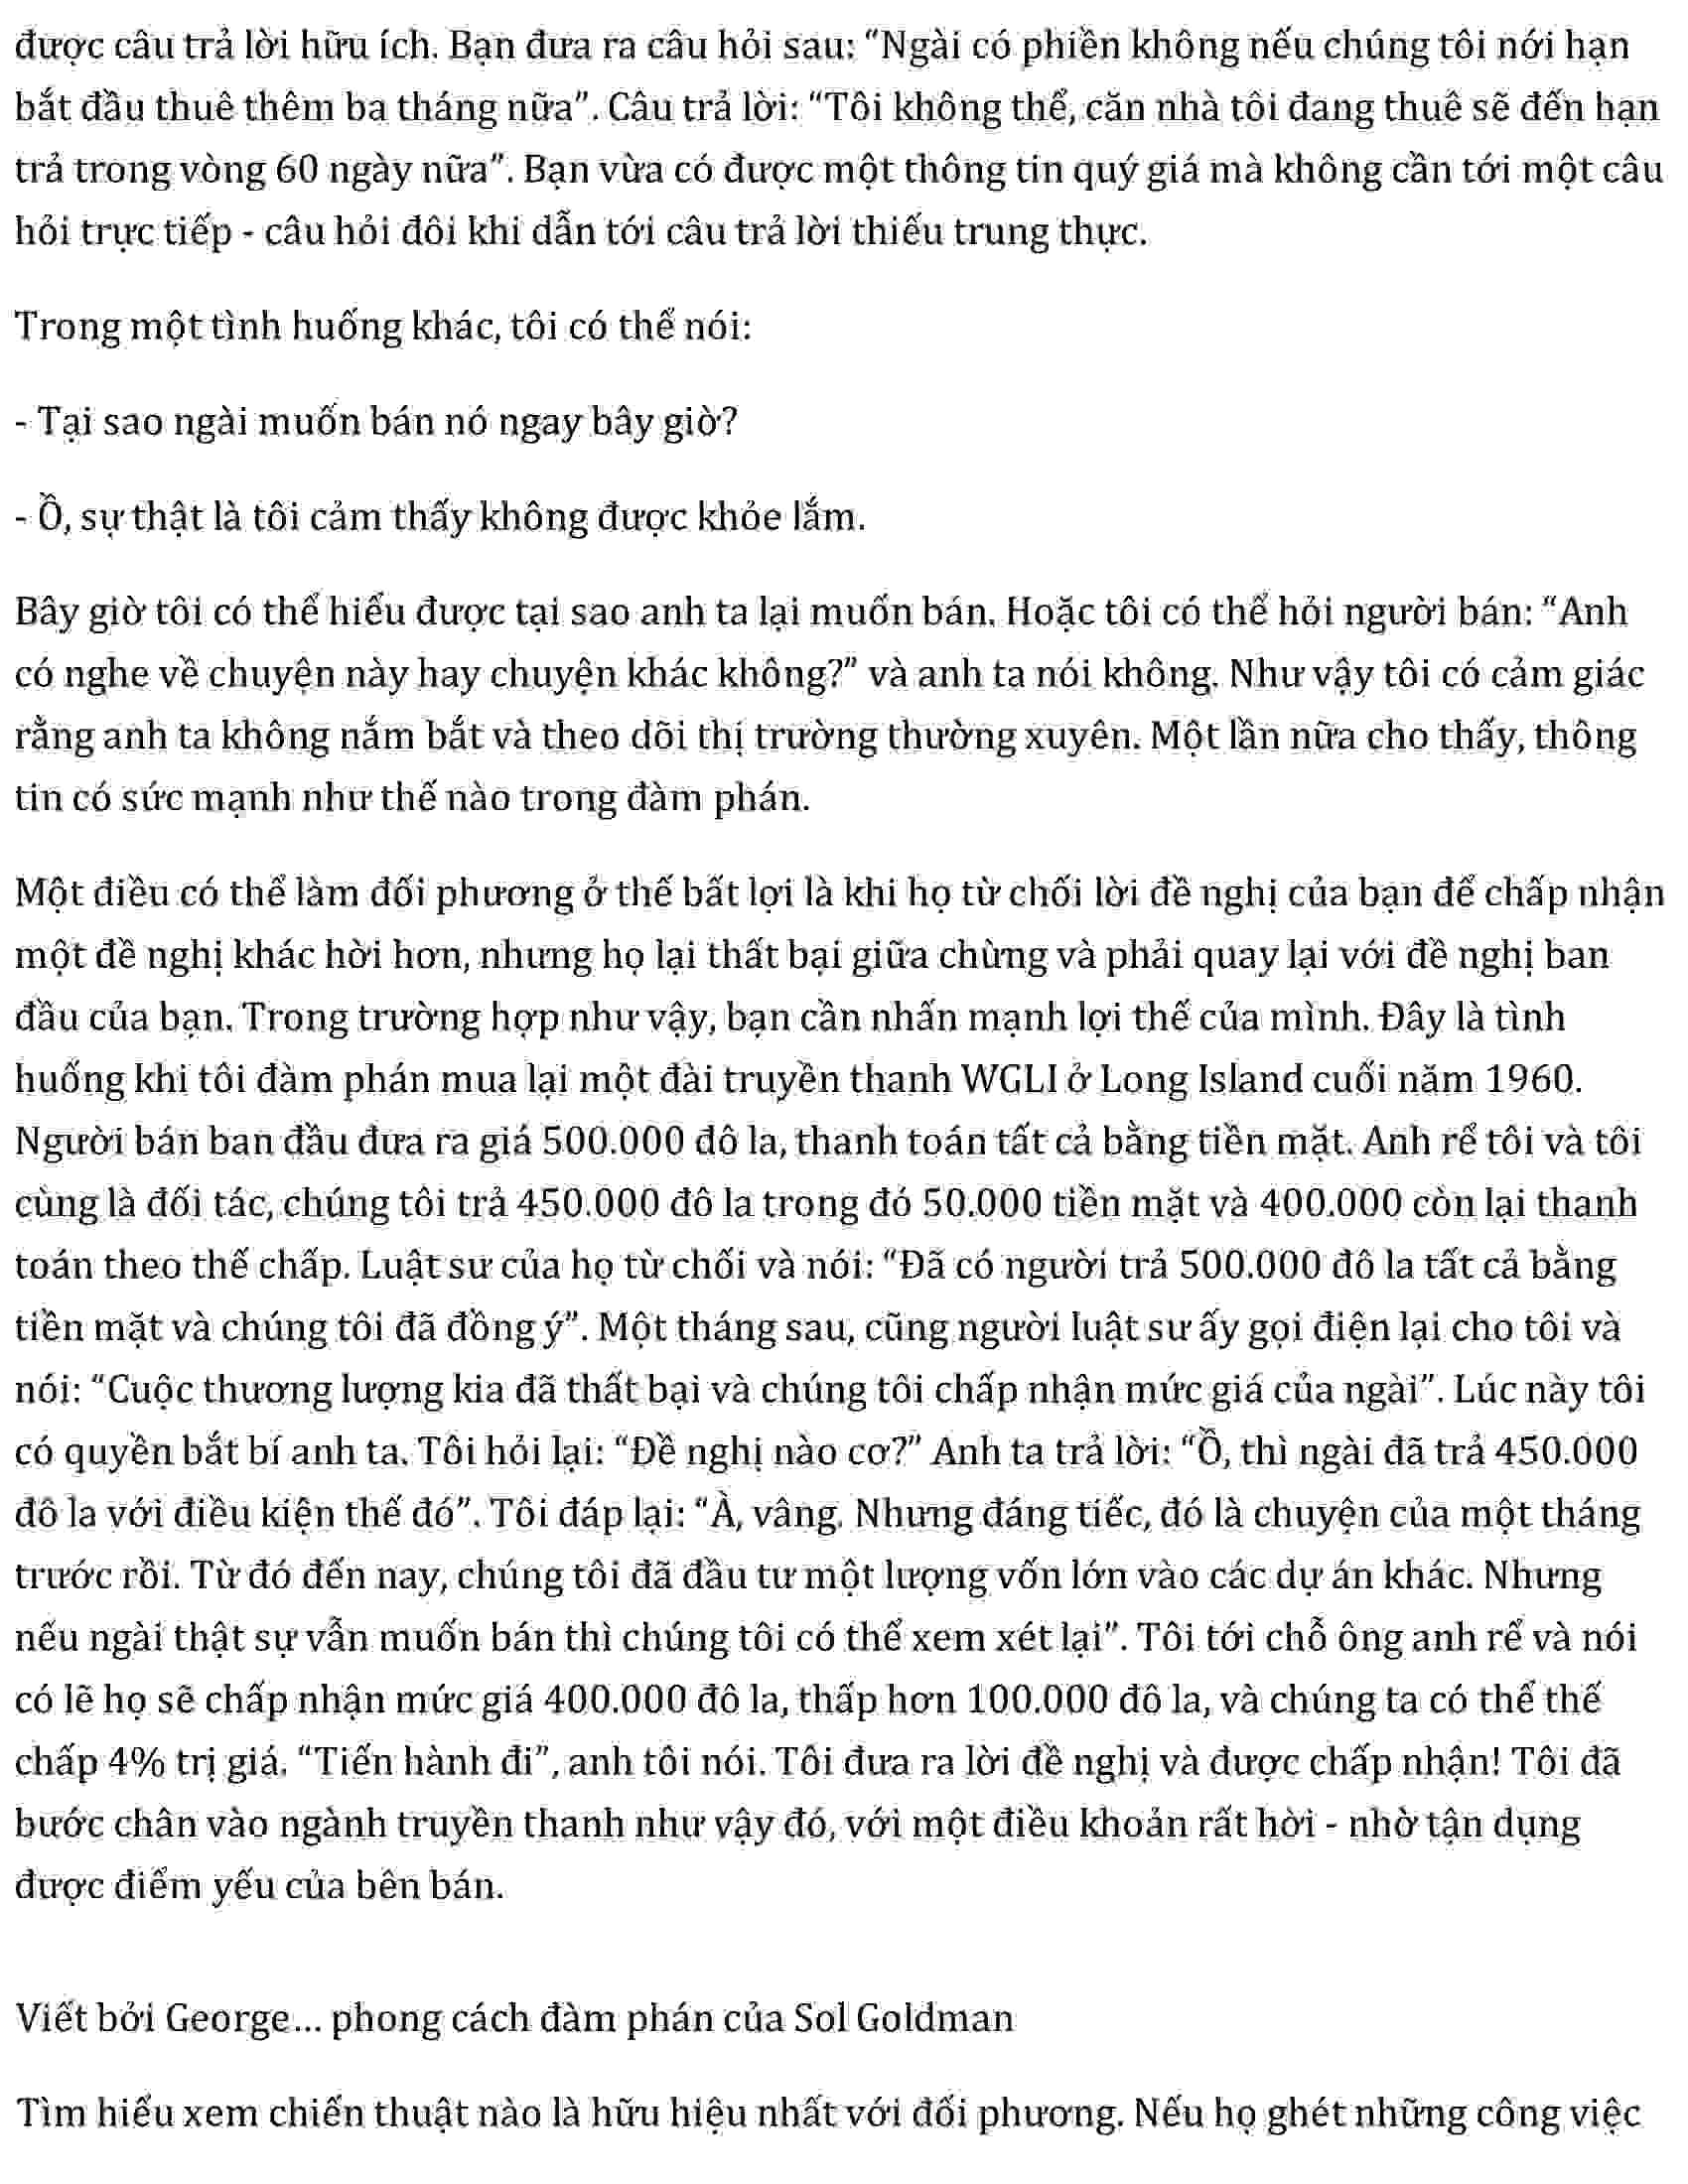 được câu trả lời hữu ích. Bạn đưa ra câu hỏi sau: “Ngài có phiền không nếu chúng tôi nới hạn
bắt đầu thuê thêm ba tháng nữa”. Câu trả lời: “Tôi không thể, căn nhà tôi đang thuê sẽ đến hạn
trả trong vòng 60 ngày nữa”. Bạn vừa có được một thông tin quý giá mà không cần tới một câu
hỏi trực tiếp - câu hỏi đôi khi dẫn tới câu trả lời thiếu trung thực.
Trong một tình huống khác, tôi có thể nói:
- Tại sao ngài muốn bán nó ngay bây giờ?
- Ồ, sự thật là tôi cảm thấy không được khỏe lắm.
Bây giờ tôi có thể hiểu được tại sao anh ta lại muốn bán. Hoặc tôi có thể hỏi người bán: “Anh
có nghe về chuyện này hay chuyện khác không?” và anh ta nói không. Như vậy tôi có cảm giác
rằng anh ta không nắm bắt và theo dõi thị trường thường xuyên. Một lần nữa cho thấy, thông
tin có sức mạnh như thế nào trong đàm phán.
Một điều có thể làm đối phương ở thế bất lợi là khi họ từ chối lời đề nghị của bạn để chấp nhận
một đề nghị khác hời hơn, nhưng họ lại thất bại giữa chừng và phải quay lại với đề nghị ban
đầu của bạn. Trong trường hợp như vậy, bạn cần nhấn mạnh lợi thế của mình. Đây là tình
huống khi tôi đàm phán mua lại một đài truyền thanh WGLI ở Long Island cuối năm 1960.
Người bán ban đầu đưa ra giá 500.000 đô la, thanh toán tất cả bằng tiền mặt. Anh rể tôi và tôi
cùng là đối tác, chúng tôi trả 450.000 đô la trong đó 50.000 tiền mặt và 400.000 còn lại thanh
toán theo thế chấp. Luật sư của họ từ chối và nói: “Đã có người trả 500.000 đô la tất cả bằng
tiền mặt và chúng tôi đã đồng ý”. Một tháng sau, cũng người luật sư ấy gọi điện lại cho tôi và
nói: “Cuộc thương lượng kia đã thất bại và chúng tôi chấp nhận mức giá của ngài”. Lúc này tôi
có quyền bắt bí anh ta. Tôi hỏi lại: “Đề nghị nào cơ?” Anh ta trả lời: “Ồ, thì ngài đã trả 450.000
đô la với điều kiện thế đó”. Tôi đáp lại: “À, vâng. Nhưng đáng tiếc, đó là chuyện của một tháng
trước rồi. Từ đó đến nay, chúng tôi đã đầu tư một lượng vốn lớn vào các dự án khác. Nhưng
nếu ngài thật sự vẫn muốn bán thì chúng tôi có thể xem xét lại”. Tôi tới chỗ ông anh rể và nói
có lẽ họ sẽ chấp nhận mức giá 400.000 đô la, thấp hơn 100.000 đô la, và chúng ta có thể thế
chấp 4% trị giá. “Tiến hành đi”, anh tôi nói. Tôi đưa ra lời đề nghị và được chấp nhận! Tôi đã
bước chân vào ngành truyền thanh như vậy đó, với một điều khoản rất hời - nhờ tận dụng
được điểm yếu của bên bán.
Viết bởi George... phong cách đàm phán của Sol Goldman
Tìm hiểu xem chiến thuật nào là hữu hiệu nhất với đối phương. Nếu họ ghét những công việc